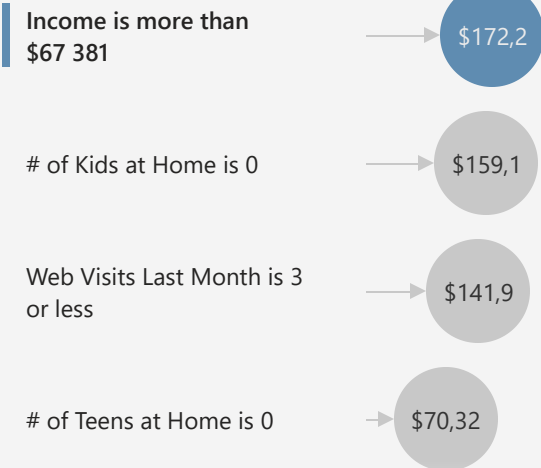 Income is more than
$67 381
$172,2
# of Kids at Home is 0
$159,1
Web Visits Last Month is 3
or less
$141,9
# of Teens at Home is 0
$70,32